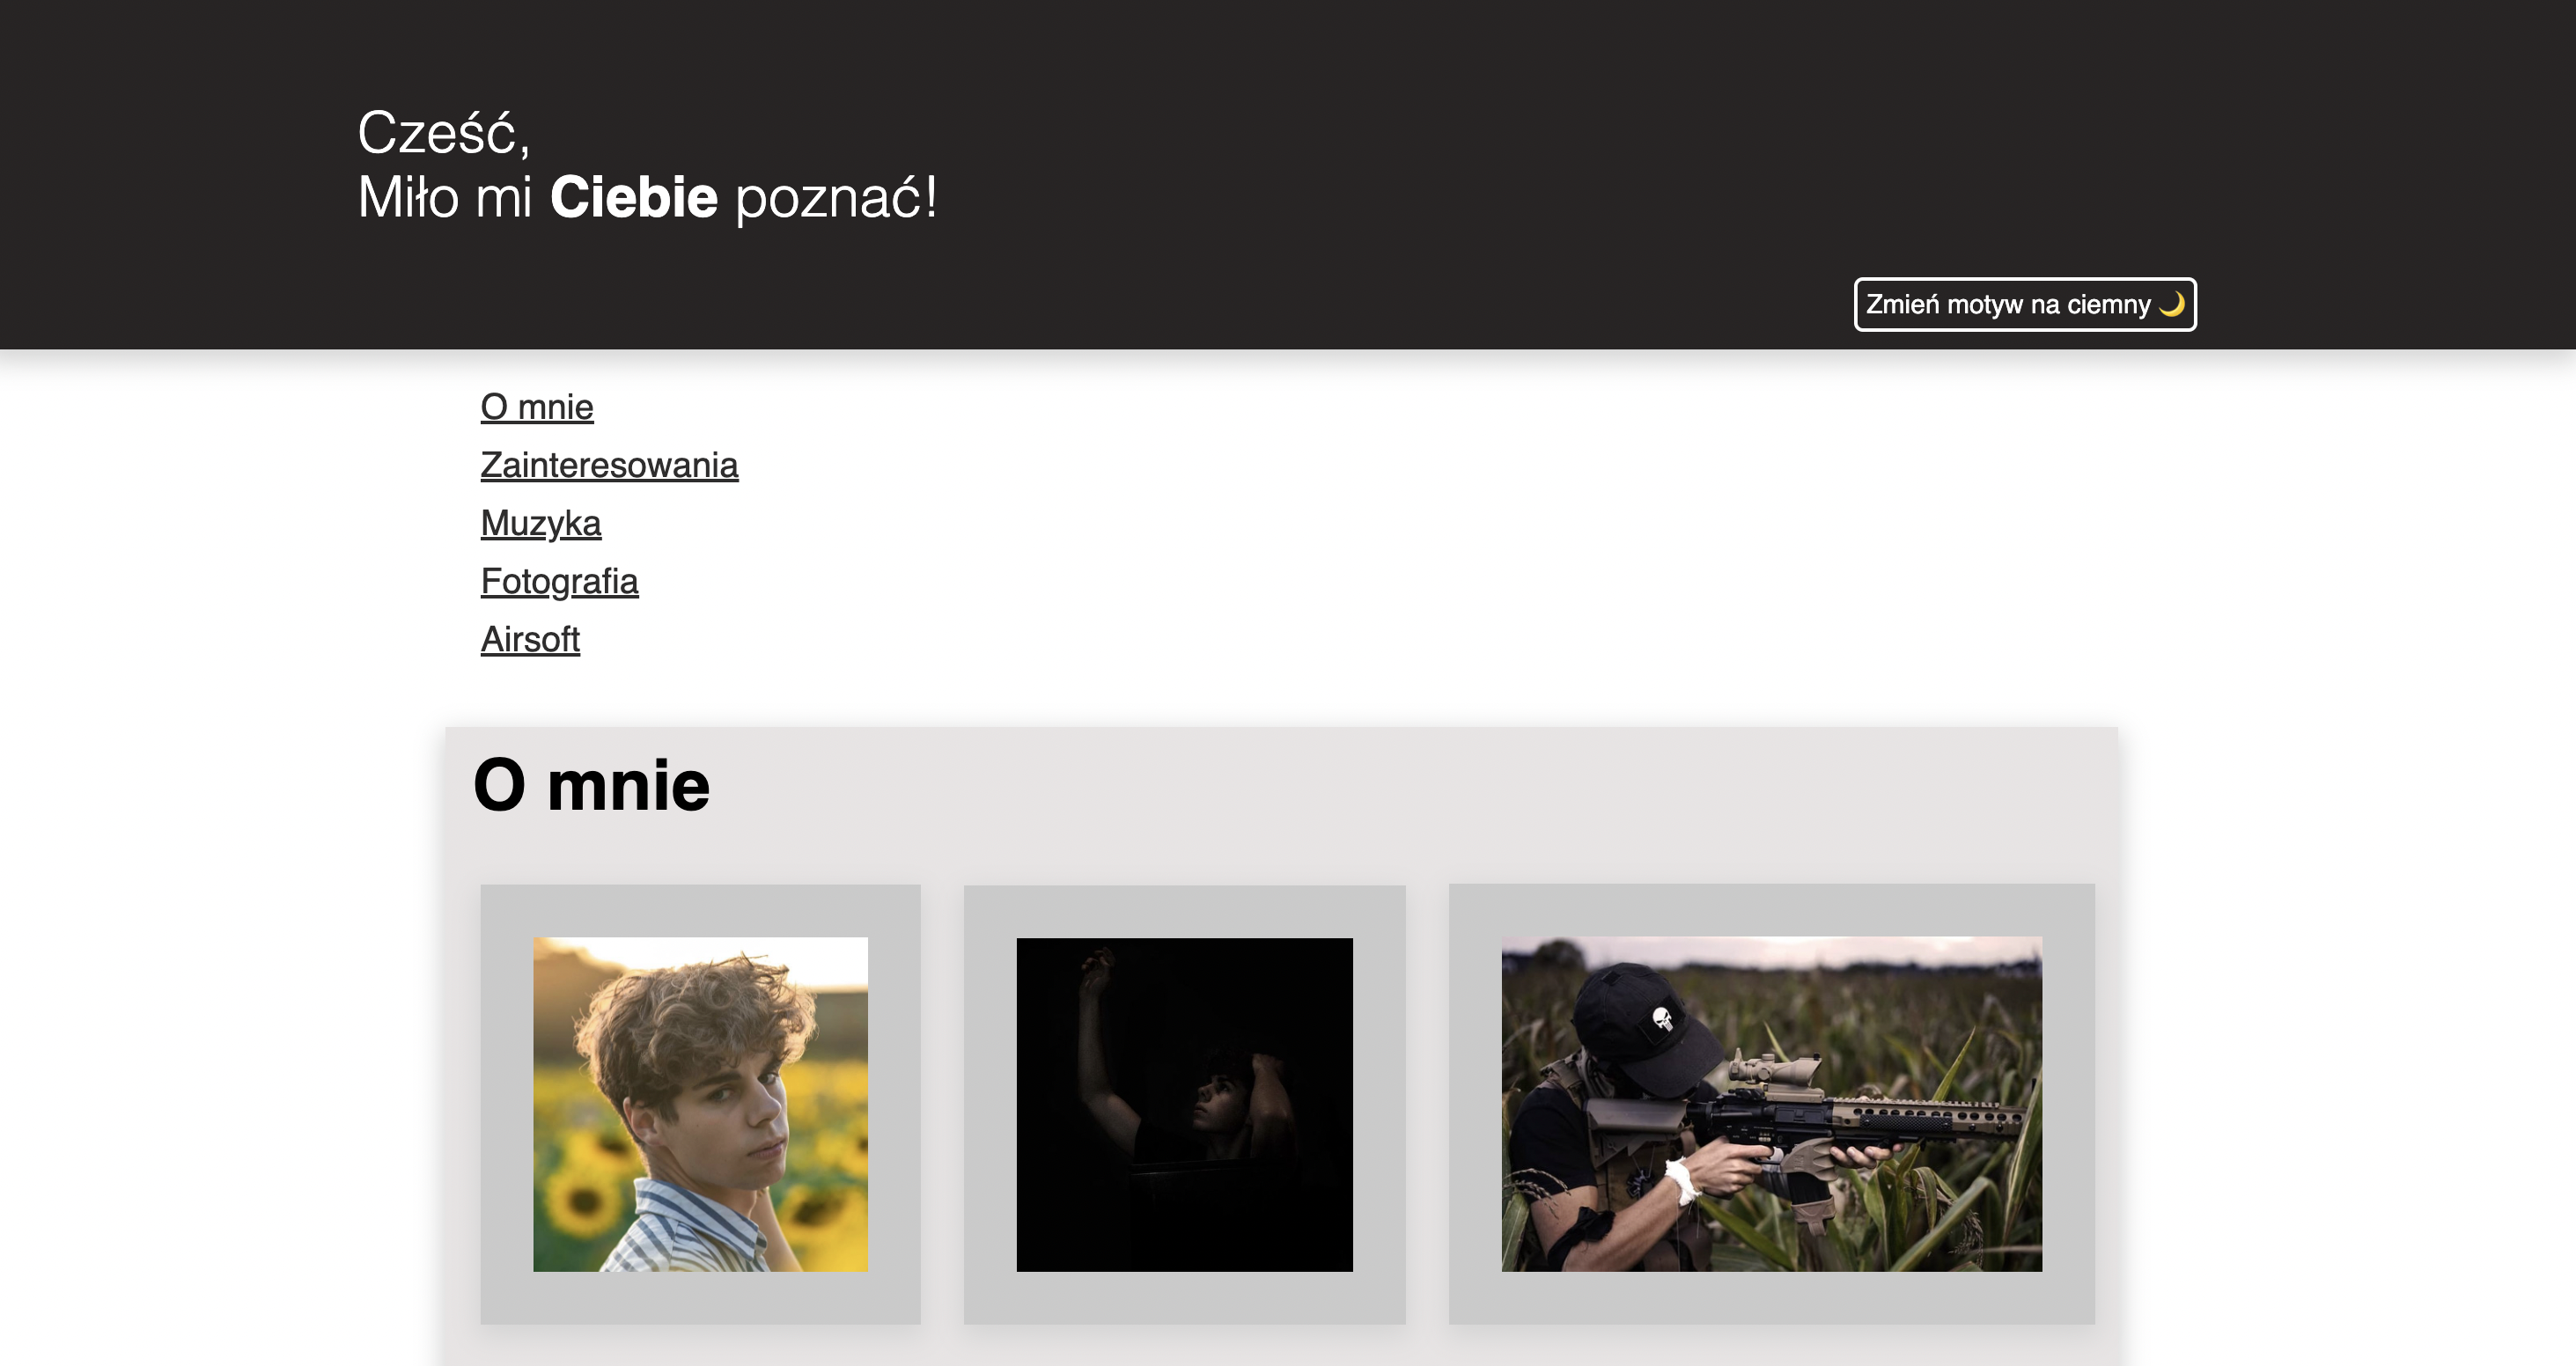 Cześć,
Miło mi Ciebie poznać!
Zmień motyw na ciemny 🌙
O mnie
Zainteresowania
Muzyka
Fotografia
Airsoft
O mnie